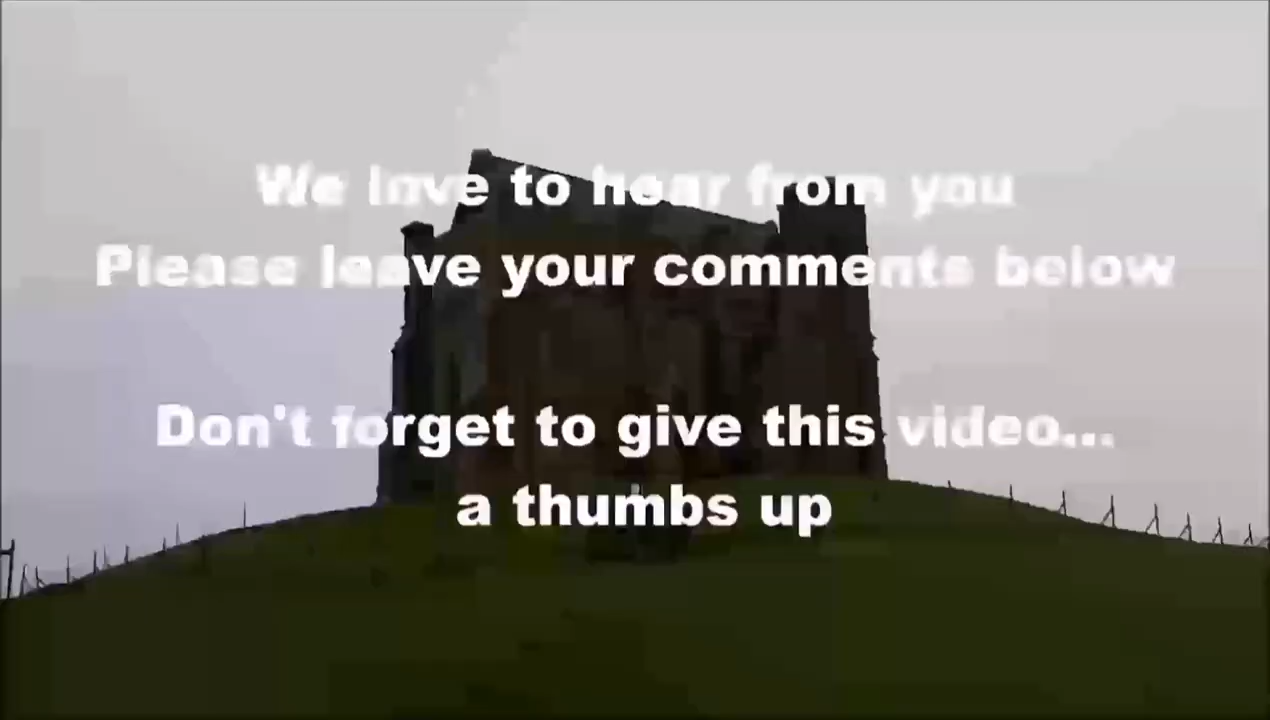 We love to hear from you
Please leave your comments below
Don't forget to give this video...
a thumbs up